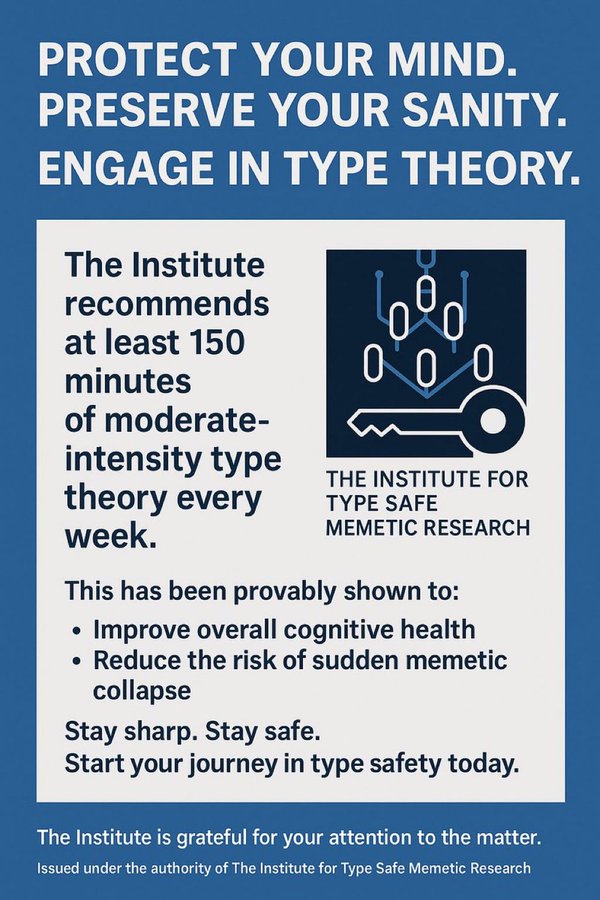 PROTECT YOUR MIND.
PRESERVE YOUR SANITY.
ENGAGE IN TYPE THEORY.
The Institute
recommends
at least 150
minutes
of moderate-
intensity type
theory every
week.
THE INSTITUTE FOR
TYPE SAFE
MEMETIC RESEARCH
This has been provably shown to:
• Improve overall cognitive health
• Reduce the risk of sudden memetic
collapse
Stay sharp. Stay safe.
Start your journey in type safety today.
The Institute is grateful for your attention to the matter.
Issued under the authority of The Institute for Type Safe Memetic Research